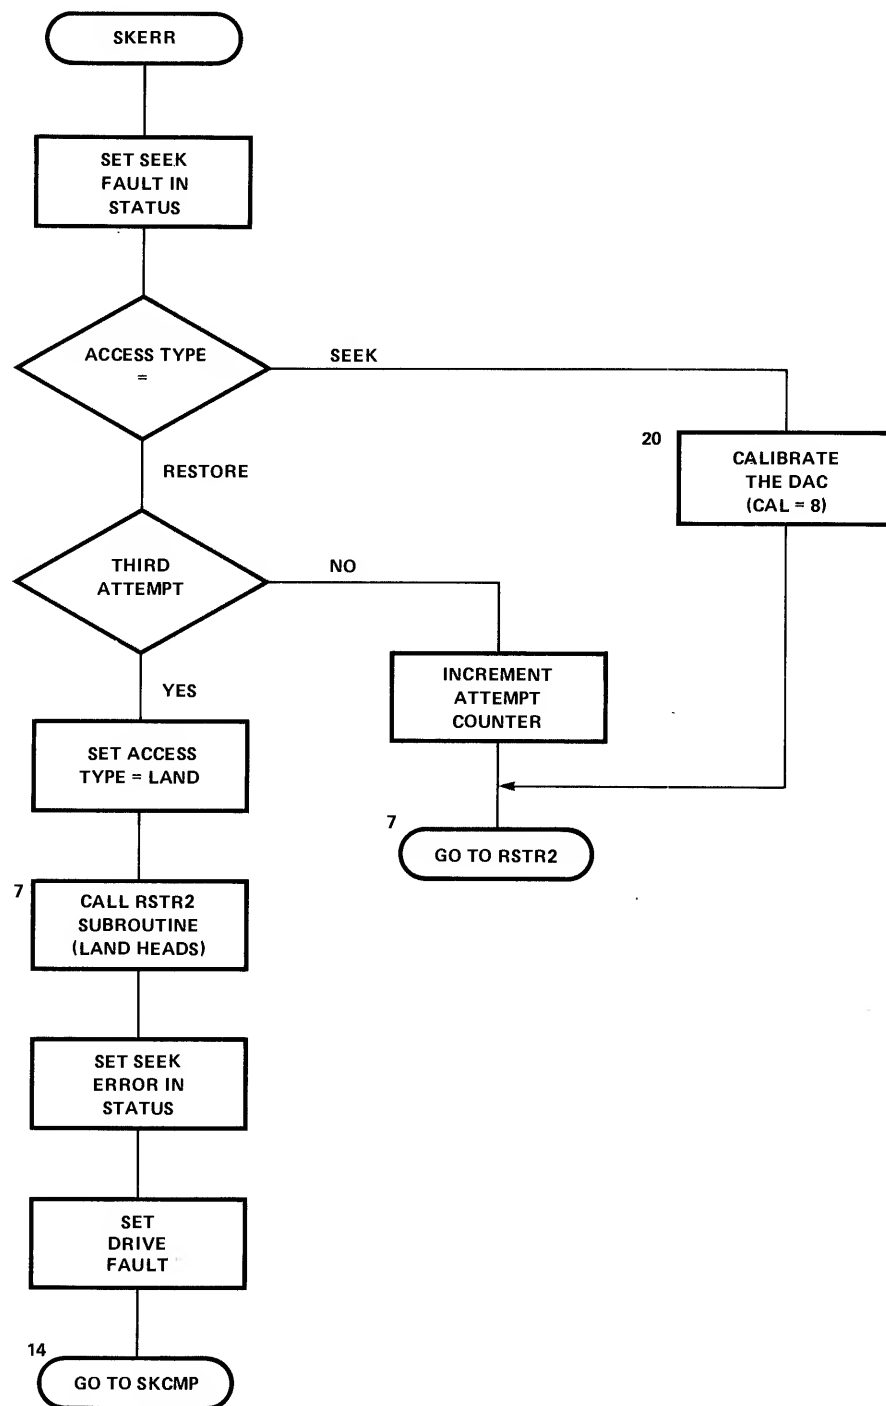 SKERR
SET SEEK
FAULT IN
STATUS
ACCESS TYPE
=
SEEK
20
CALIBRATE
THE DAC
(CAL = 8)
RESTORE
THIRD
ATTEMPT
NO
INCREMENT
ATTEMPT
COUNTER
YES
SET ACCESS
TYPE = LAND
7
GO TO RSTR2
7
CALL RSTR2
SUBROUTINE
(LAND HEADS)
SET SEEK
ERROR IN
STATUS
SET
DRIVE
FAULT
14
GO TO SKCMP